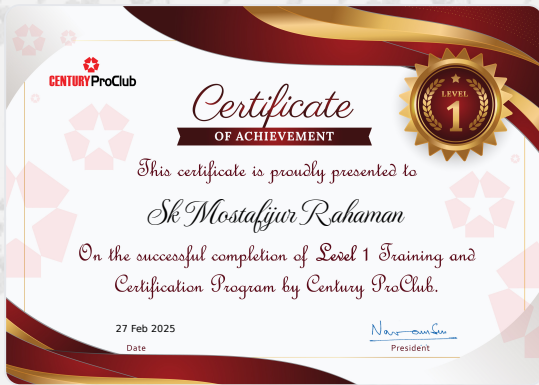 CENTURY ProClub
Certificate
OF ACHIEVEMENT
LEVEL
1
This certificate is proudly presented to
Sk Mostafijur Rahaman
On the successful completion of Level 1 Training and
Certification Program by Century ProClub.
27 Feb 2025
Date
President